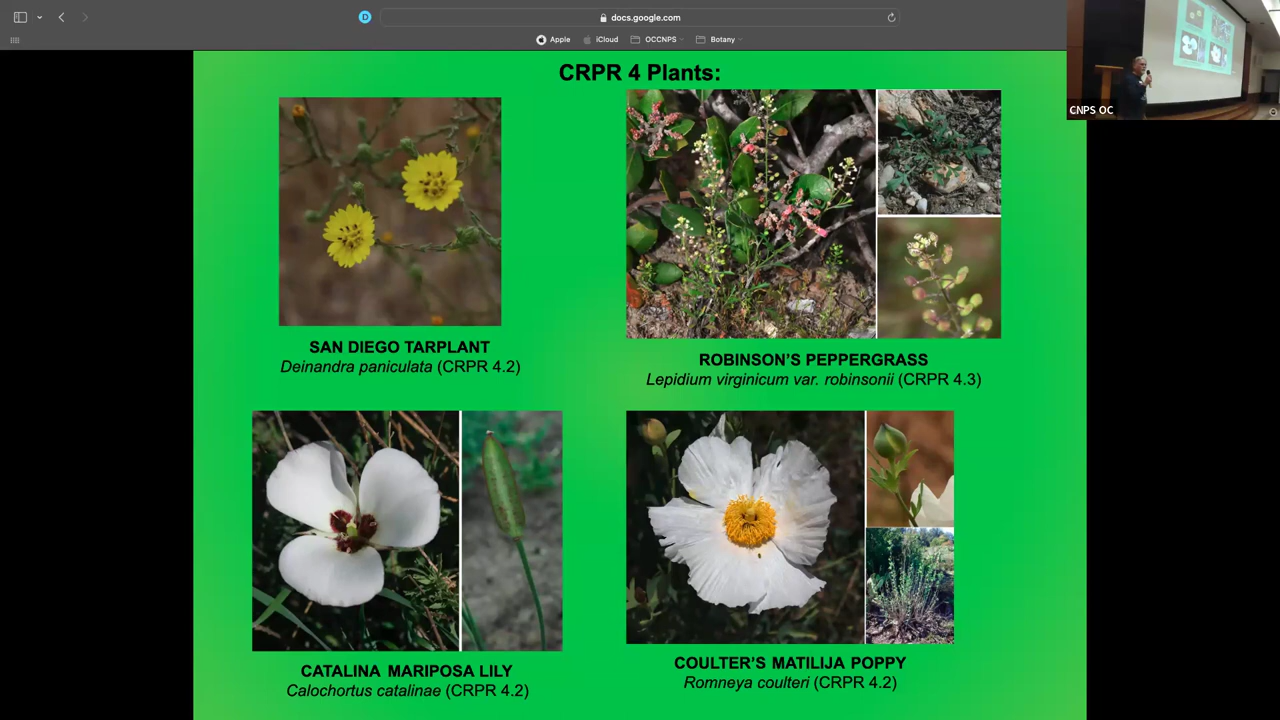 docs.google.com
Apple
iCloud
OCCNPS
Botany
CNPS OC
CRPR 4 Plants:
SAN DIEGO TARPLANT
Deinandra paniculata (CRPR 4.2)
ROBINSON'S PEPPERGRASS
Lepidium virginicum var. robinsonii (CRPR 4.3)
CATALINA MARIPOSA LILY
Calochortus catalinae (CRPR 4.2)
COULTER'S MATILIJA POPPY
Romneya coulteri (CRPR 4.2)